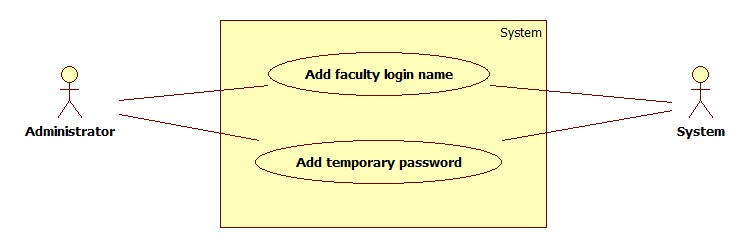 System
Add faculty login name
Administrator
System
Add temporary password